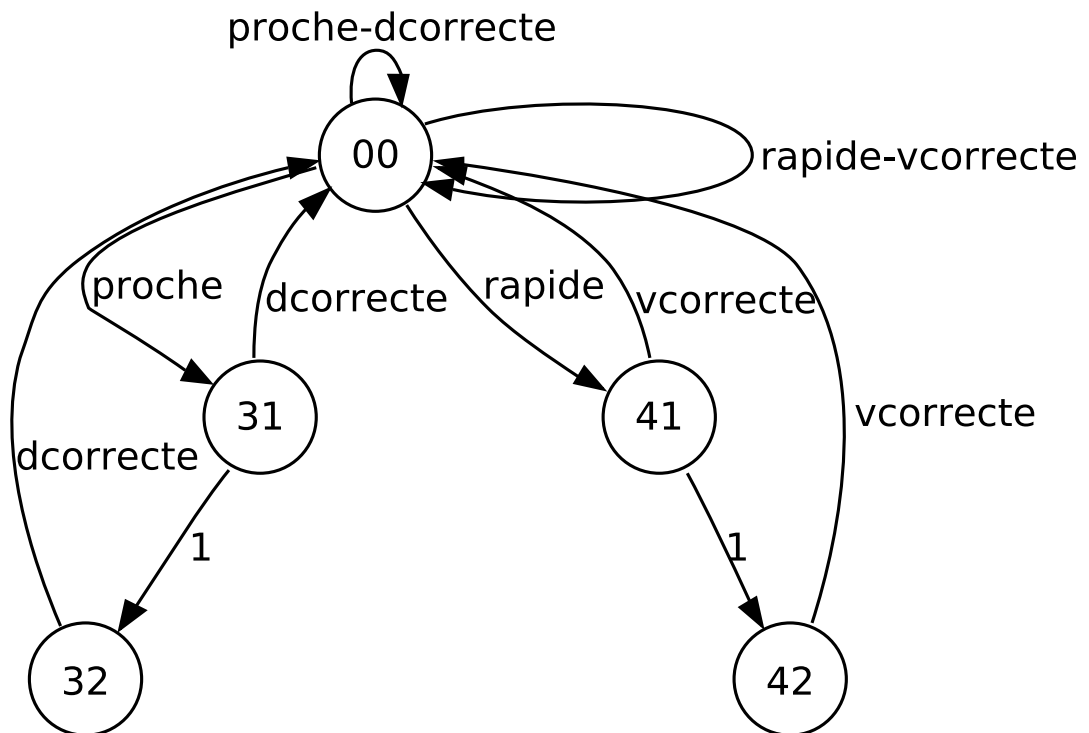 proche-dcorrecte
00
rapide-vcorrecte
proche
dcorrecte
rapide
vcorrecte
31
41
vcorrecte
dcorrecte
1
1
32
42